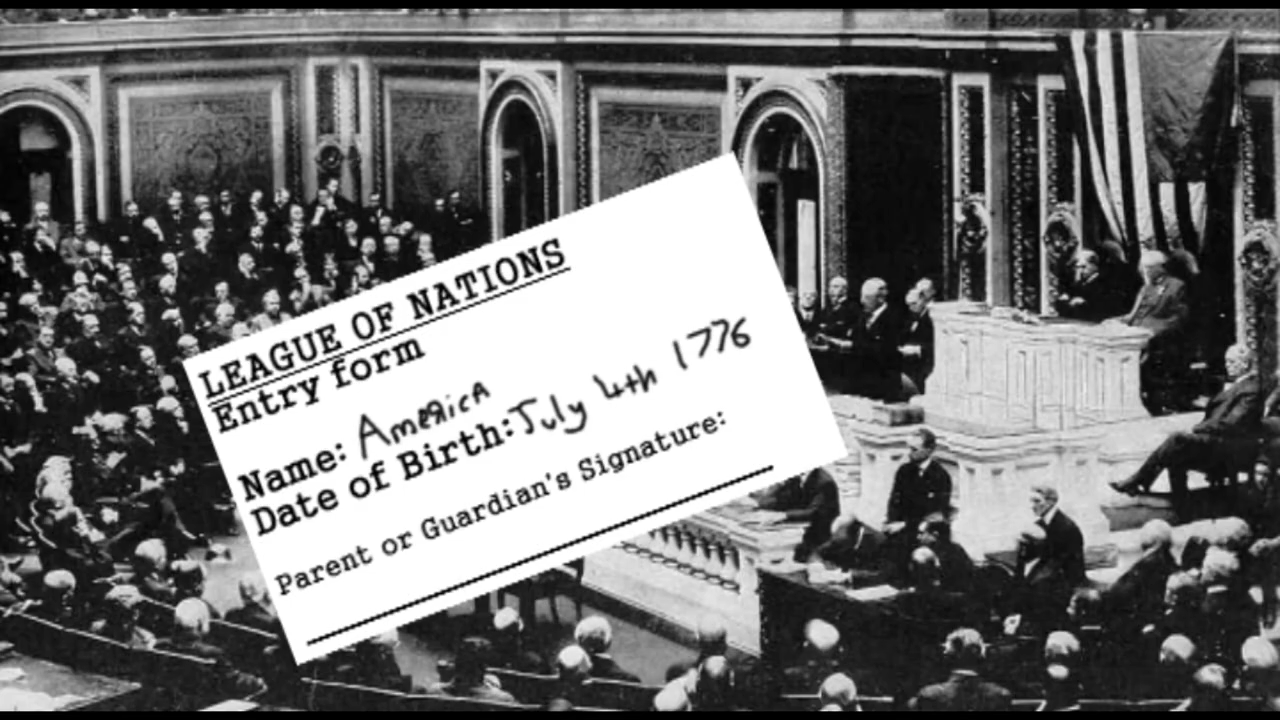 LEAGUE OF NATIONS
Entry form
Name: America
Date of Birth: July 4th 1776
Parent or Guardian's Signature: